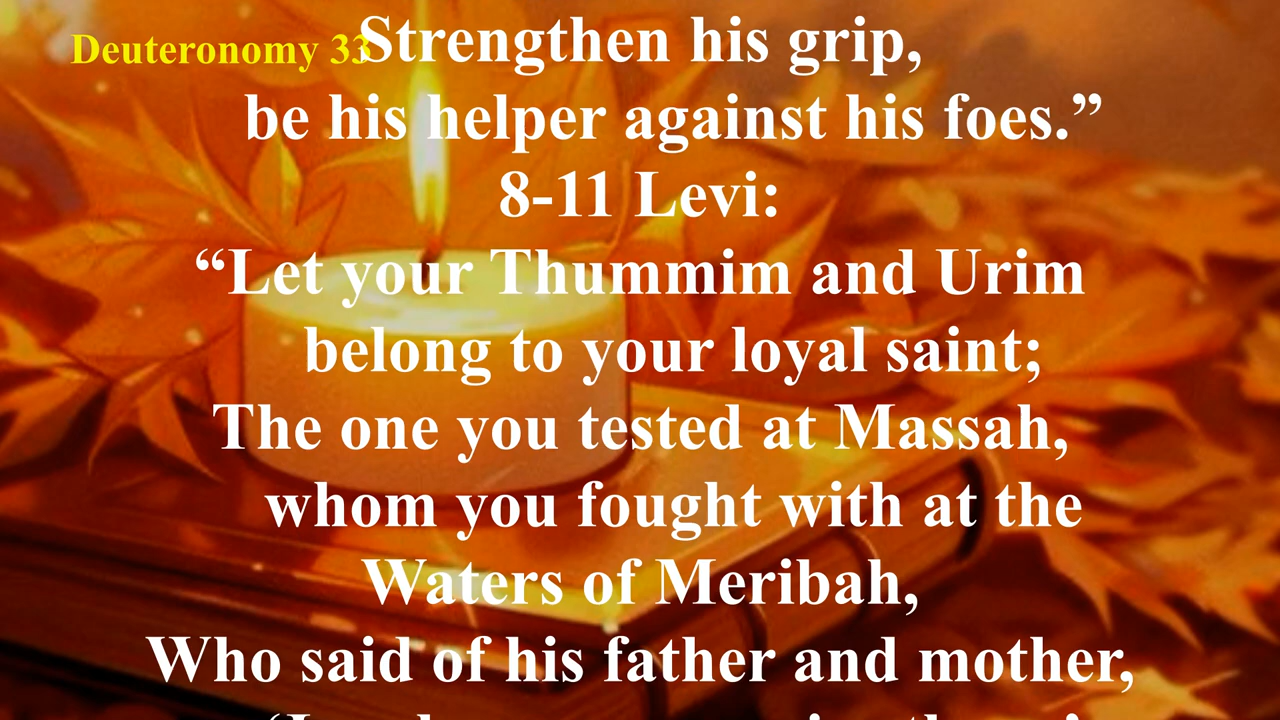 Deuteronomy 33
Strengthen his grip,
be his helper against his foes.”
8-11 Levi:
“Let your Thummim and Urim
belong to your loyal saint;
The one you tested at Massah,
whom you fought with at the
Waters of Meribah,
Who said of his father and mother,